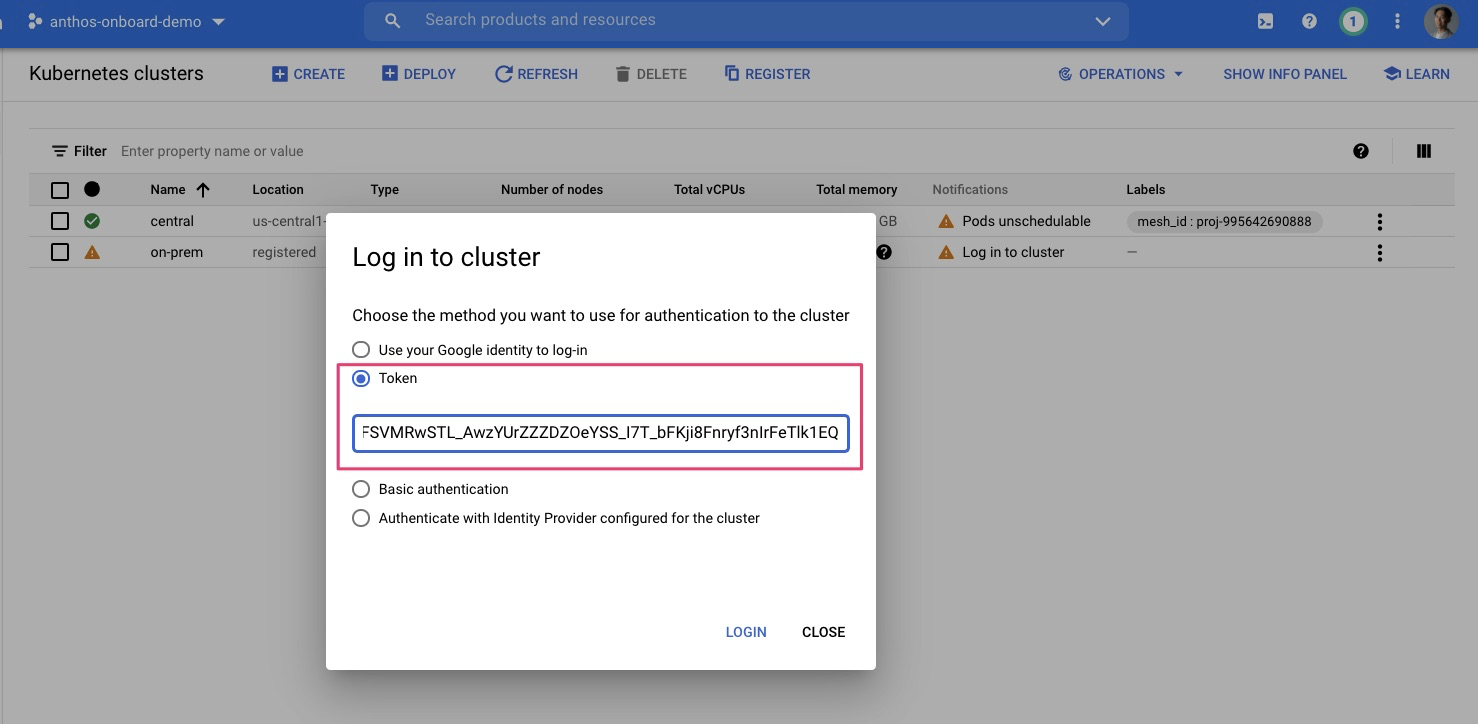 anthos-onboard-demo
Search products and resources
1
Kubernetes clusters
CREATE
DEPLOY
REFRESH
DELETE
REGISTER
OPERATIONS
SHOW INFO PANEL
LEARN
Filter Enter property name or value
Name Location Type Number of nodes Total vCPUs Total memory Notifications Labels
central us-central1- GB Pods unschedulable mesh_id : proj-995642690888
on-prem registered Log in to cluster —
Log in to cluster
Choose the method you want to use for authentication to the cluster
Use your Google identity to log-in
Token
FSVMRwSTL_AwzYUrZZZDZOeYSS_I7T_bFKji8Fnryf3nIrFeTlk1EQ
Basic authentication
Authenticate with Identity Provider configured for the cluster
LOGIN
CLOSE